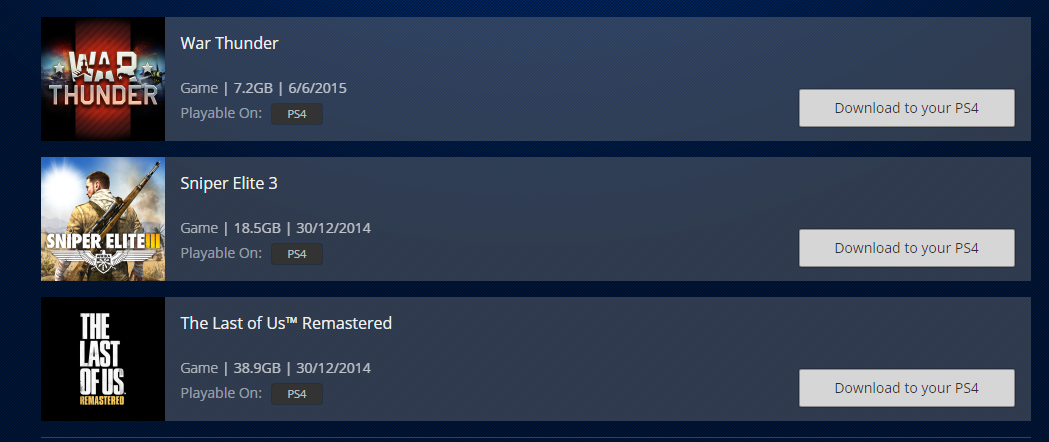 WAR
THUNDER
War Thunder
Game | 7.2GB | 6/6/2015
Playable On: PS4
Download to your PS4
SNIPER ELITE III
Sniper Elite 3
Game | 18.5GB | 30/12/2014
Playable On: PS4
Download to your PS4
THE
LAST
OF US
REMASTERED
The Last of Us™ Remastered
Game | 38.9GB | 30/12/2014
Playable On: PS4
Download to your PS4